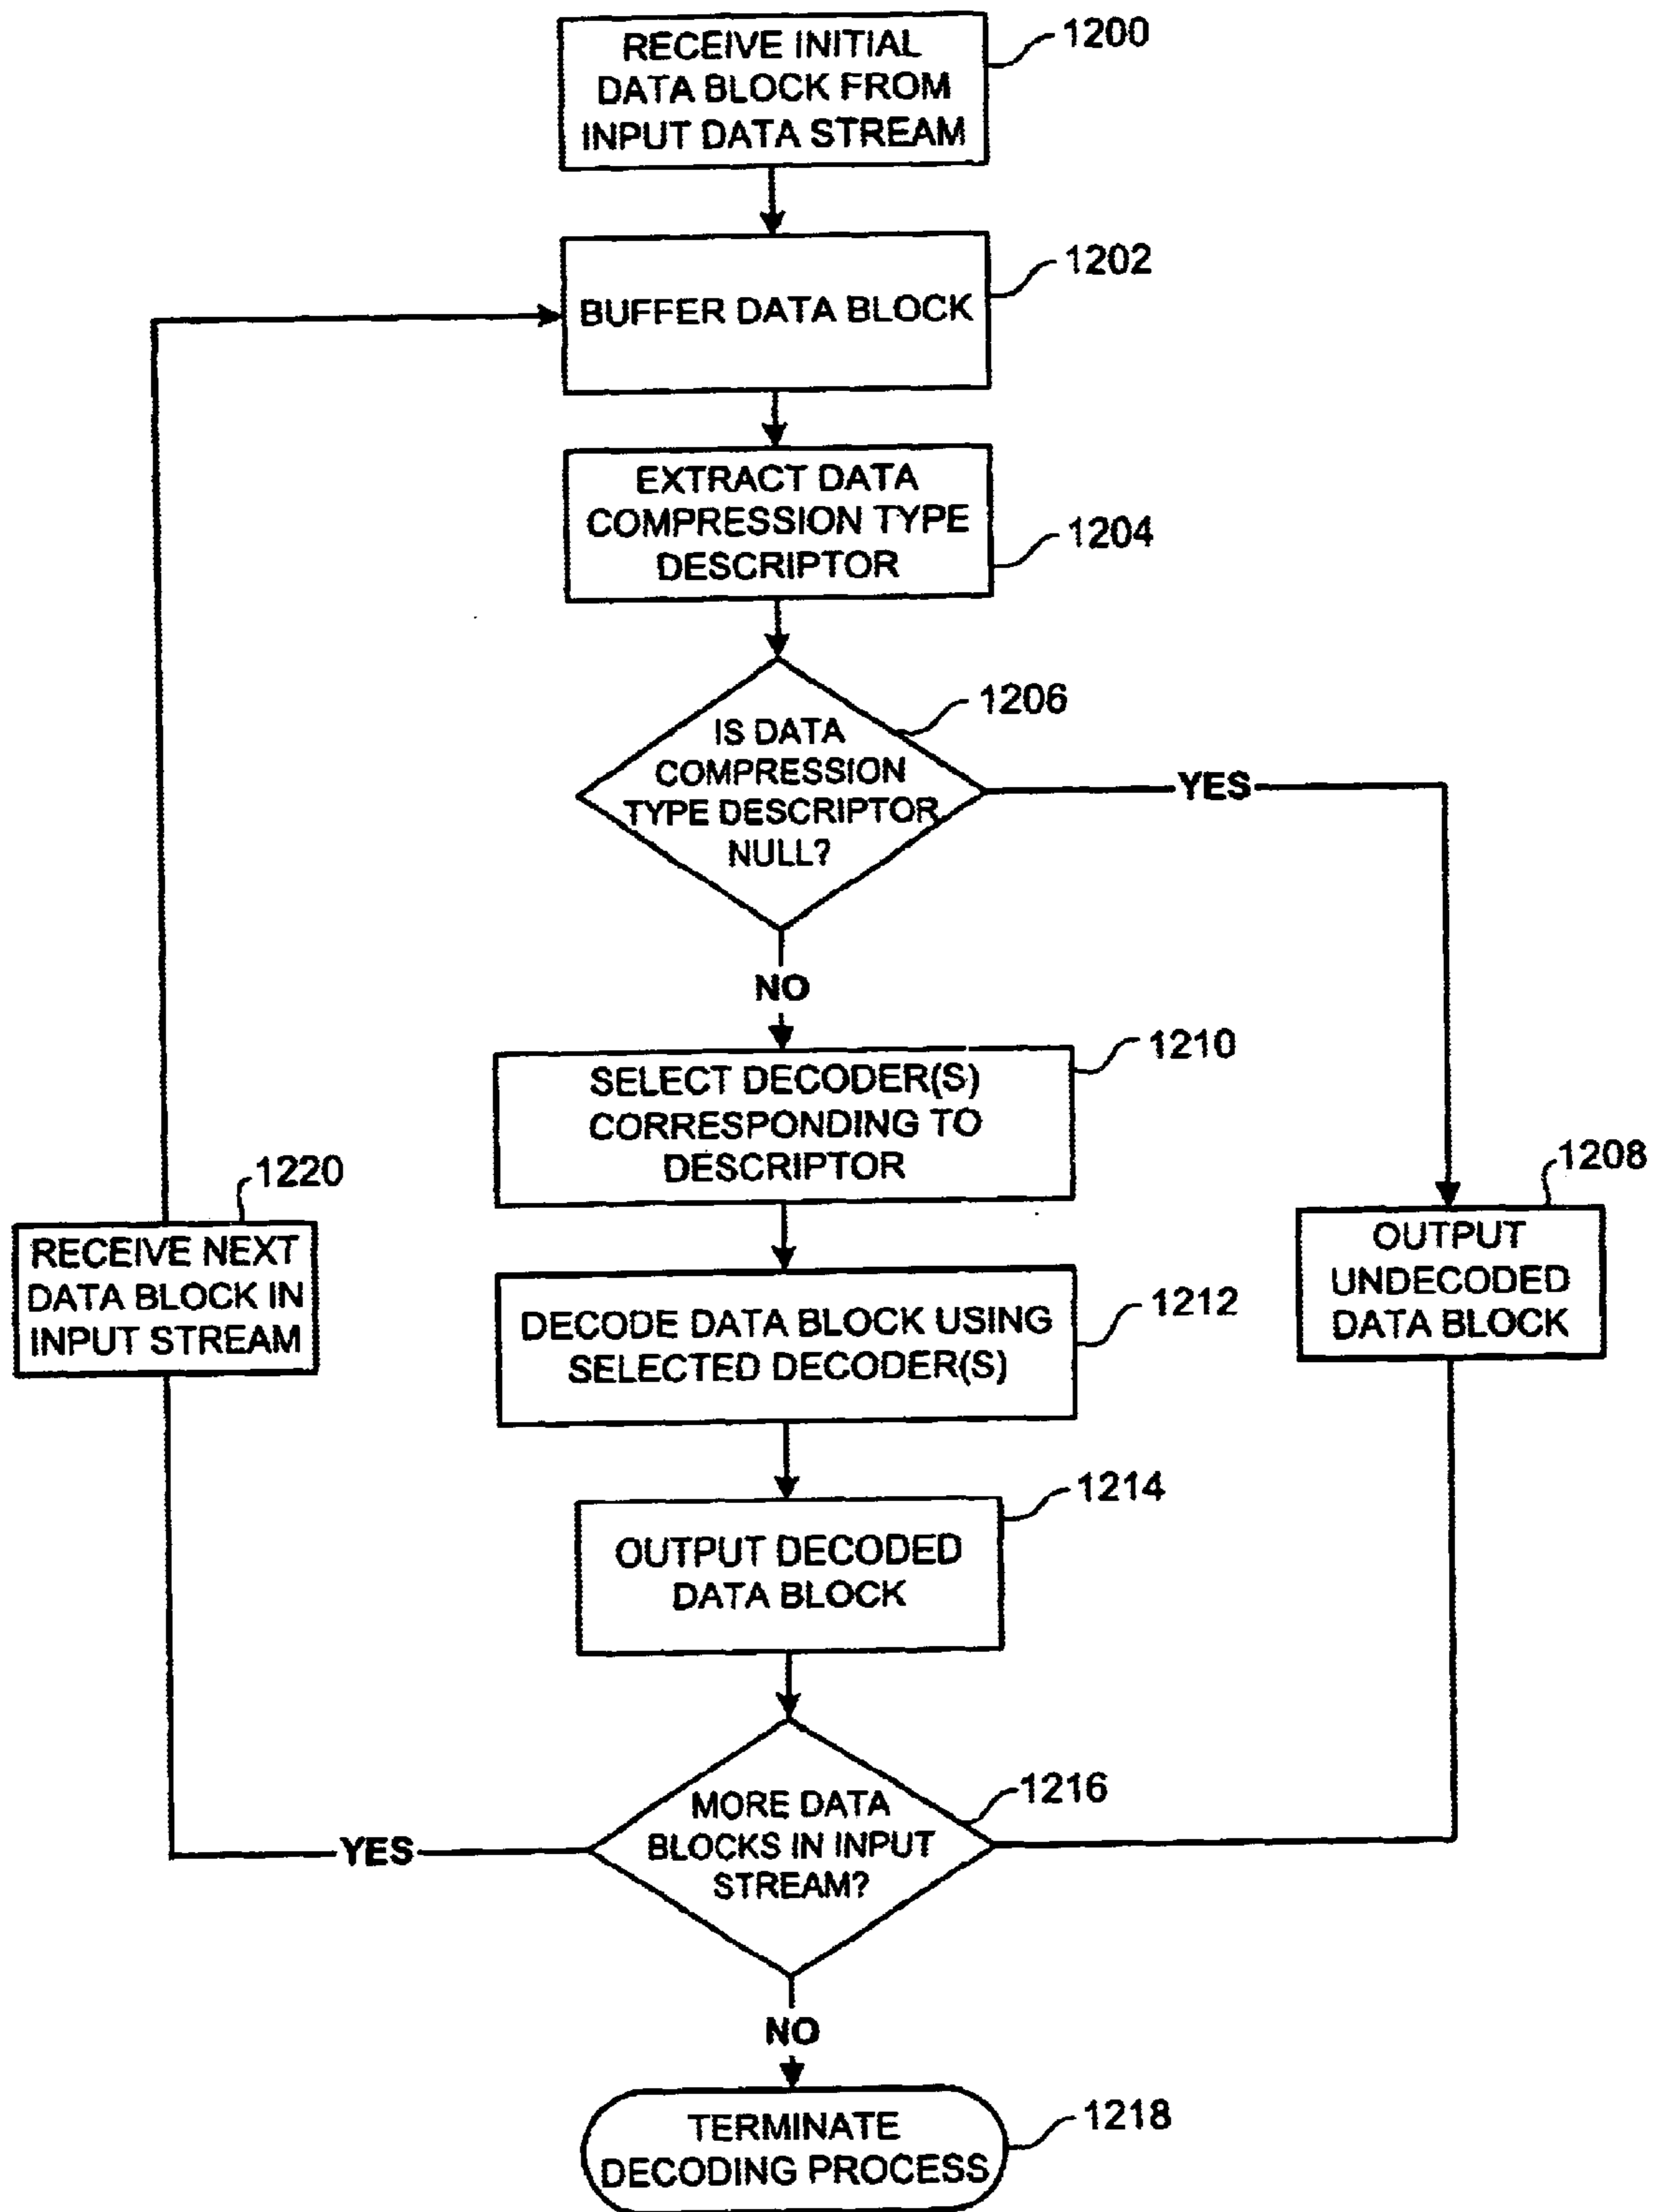 RECEIVE INITIAL
DATA BLOCK FROM
INPUT DATA STREAM
1200
BUFFER DATA BLOCK
1202
EXTRACT DATA
COMPRESSION TYPE
DESCRIPTOR
1204
IS DATA
COMPRESSION
TYPE DESCRIPTOR
NULL?
1206
YES
NO
SELECT DECODER(S)
CORRESPONDING TO
DESCRIPTOR
1210
OUTPUT
UNDECODED
DATA BLOCK
1208
RECEIVE NEXT
DATA BLOCK IN
INPUT STREAM
1220
DECODE DATA BLOCK USING
SELECTED DECODER(S)
1212
OUTPUT DECODED
DATA BLOCK
1214
MORE DATA
BLOCKS IN INPUT
STREAM?
1216
YES
NO
TERMINATE
DECODING PROCESS
1218